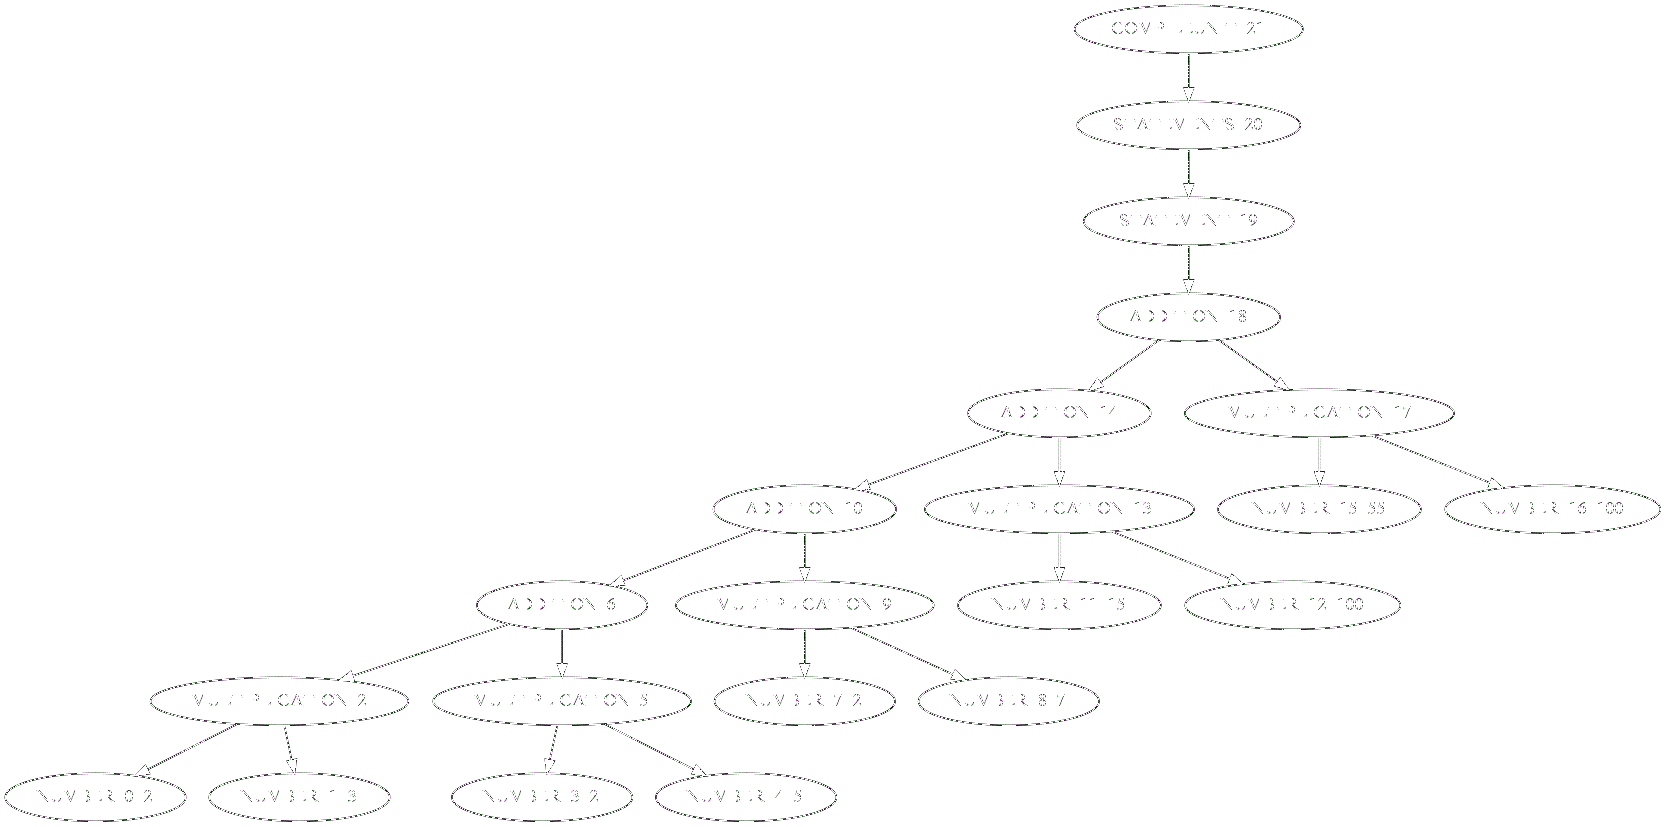 COMPILEUNIT 21
STATEMENTS 20
STATEMENT 19
ADDITION 18
ADDITION 14
MULTIPLICATION 17
ADDITION 10
MULTIPLICATION 13
NUMBER 15 55
NUMBER 16 100
ADDITION 6
MULTIPLICATION 9
NUMBER 11 15
NUMBER 12 100
MULTIPLICATION 2
MULTIPLICATION 5
NUMBER 7 2
NUMBER 8 7
NUMBER 0 2
NUMBER 1 3
NUMBER 3 2
NUMBER 4 5